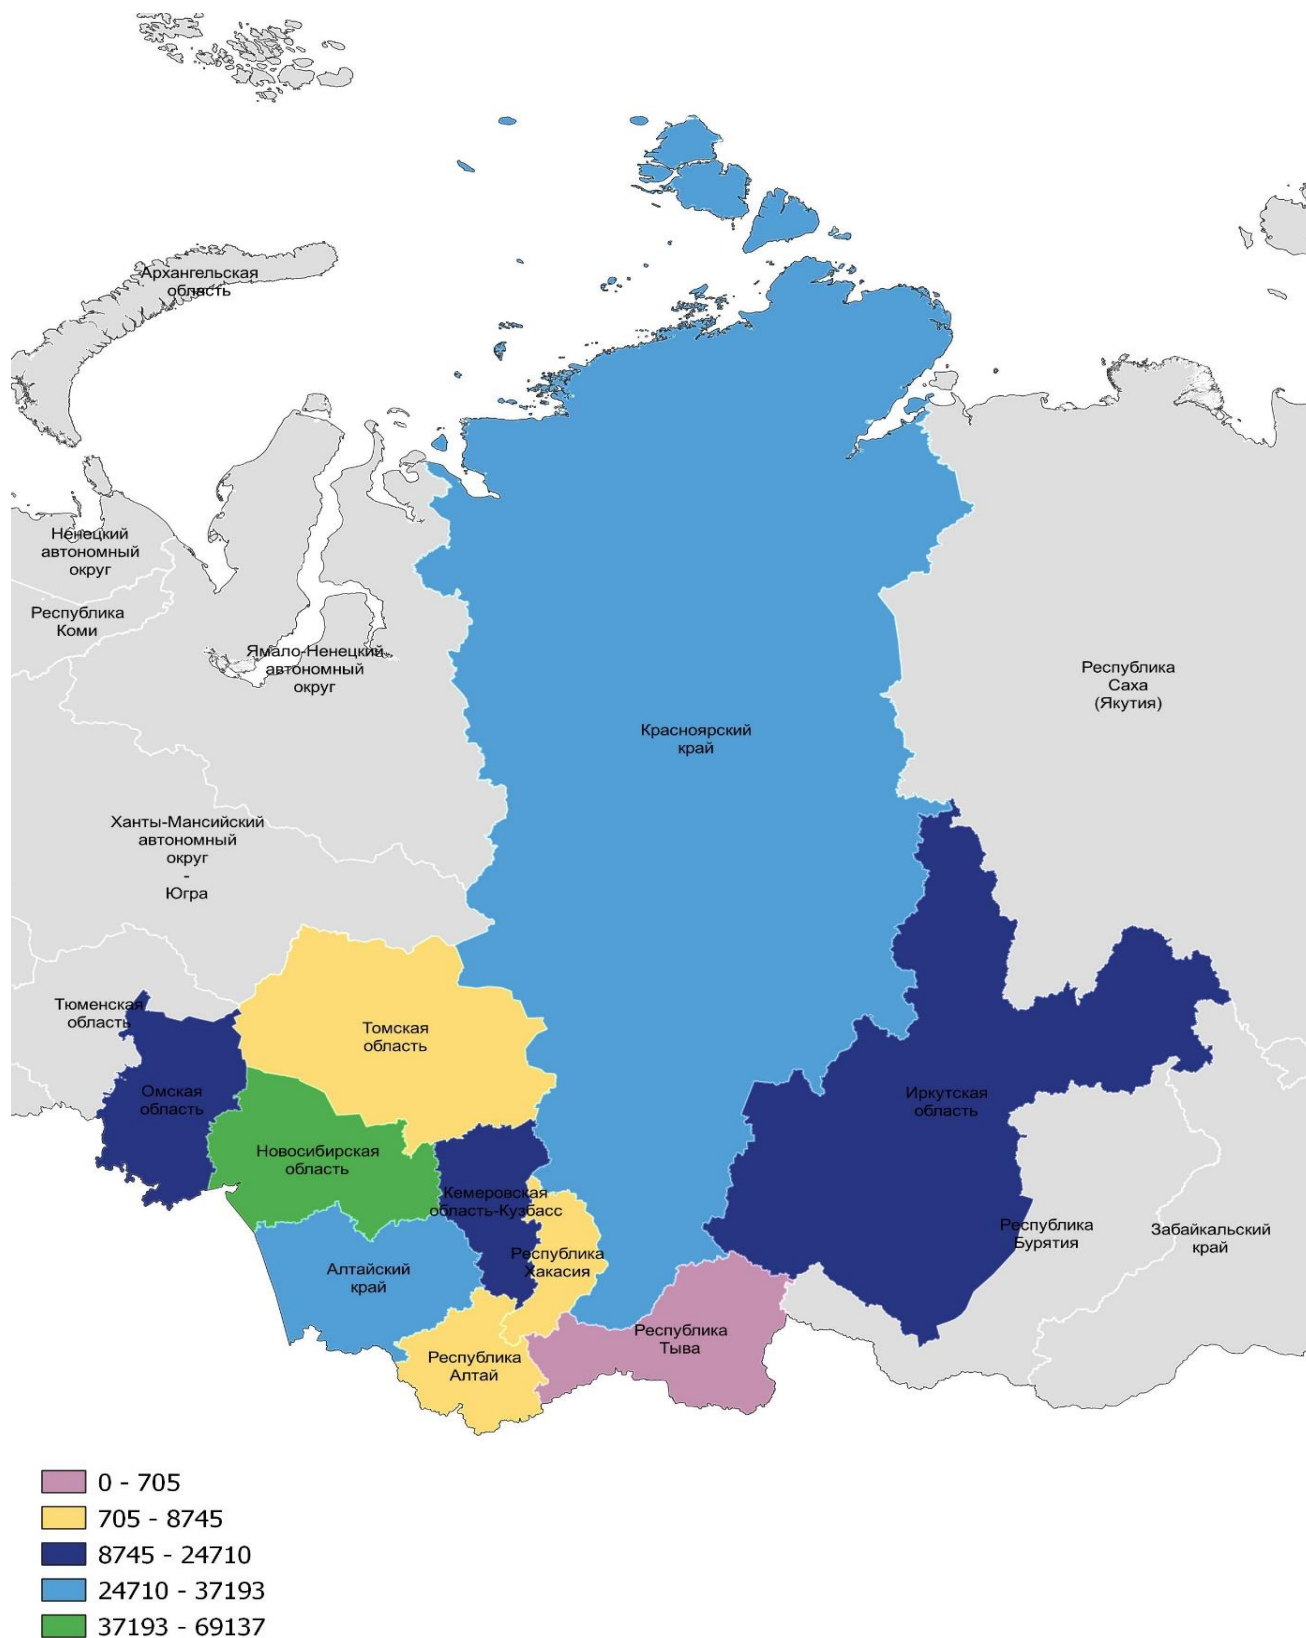 Архангельская
область
Ненецкий
автономный
округ
Республика
Коми
Ямало-Ненецкий
автономный
округ
Республика
Саха
(Якутия)
Красноярский
край
Ханты-Мансийский
автономный
округ
-
Югра
Тюменская
область
Томская
область
Омская
область
Иркутская
область
Новосибирская
область
Кемеровская
область-Кузбасс
Республика
Хакасия
Республика
Бурятия
Забайкальский
край
Алтайский
край
Республика
Тыва
Республика
Алтай
0 - 705
705 - 8745
8745 - 24710
24710 - 37193
37193 - 69137